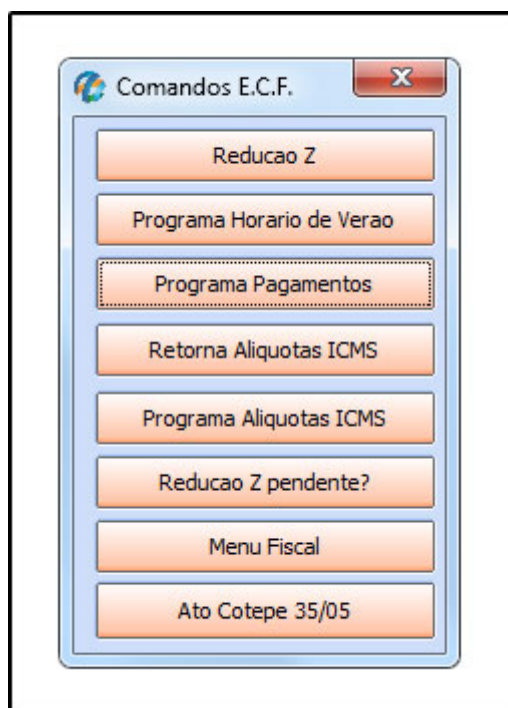 Comandos E.C.F.
Reducao Z
Programa Horario de Verao
Programa Pagamentos
Retorna Aliquotas ICMS
Programa Aliquotas ICMS
Reducao Z pendente?
Menu Fiscal
Ato Cotepe 35/05